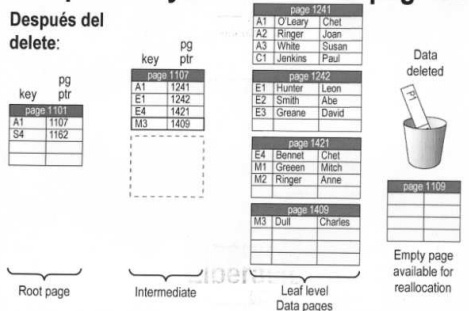 Después del
delete:
key pg ptr
page 1101
A1 1107
S4 1162
Root page
key pg ptr
page 1107
A1 1241
E1 1242
E4 1421
M3 1409
Intermediate
page 1241
A1 O'Leary Chet
A2 Ringer Joan
A3 White Susan
C1 Jenkins Paul
page 1242
E1 Hunter Leon
E2 Smith Abe
E3 Greane David
page 1421
E4 Bennet Chet
M1 Greeen Mitch
M2 Ringer Anne
page 1409
M3 Dull Charles
Leaf level
Data pages
Data
deleted
page 1109
Empty page
available for
reallocation